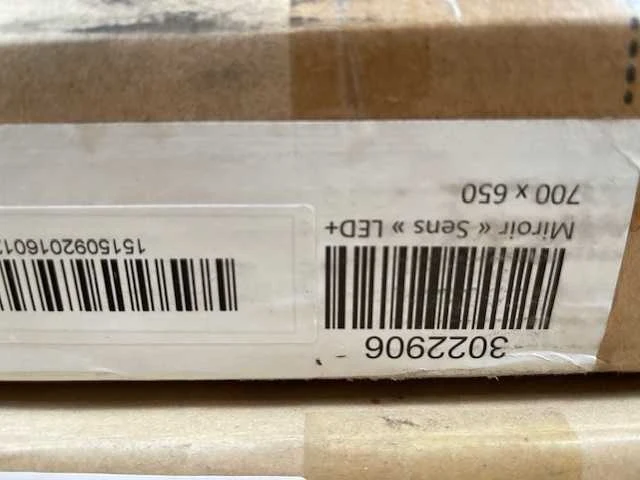 3022906
Miroir « Sens » LED+
700 x 650
151509201601